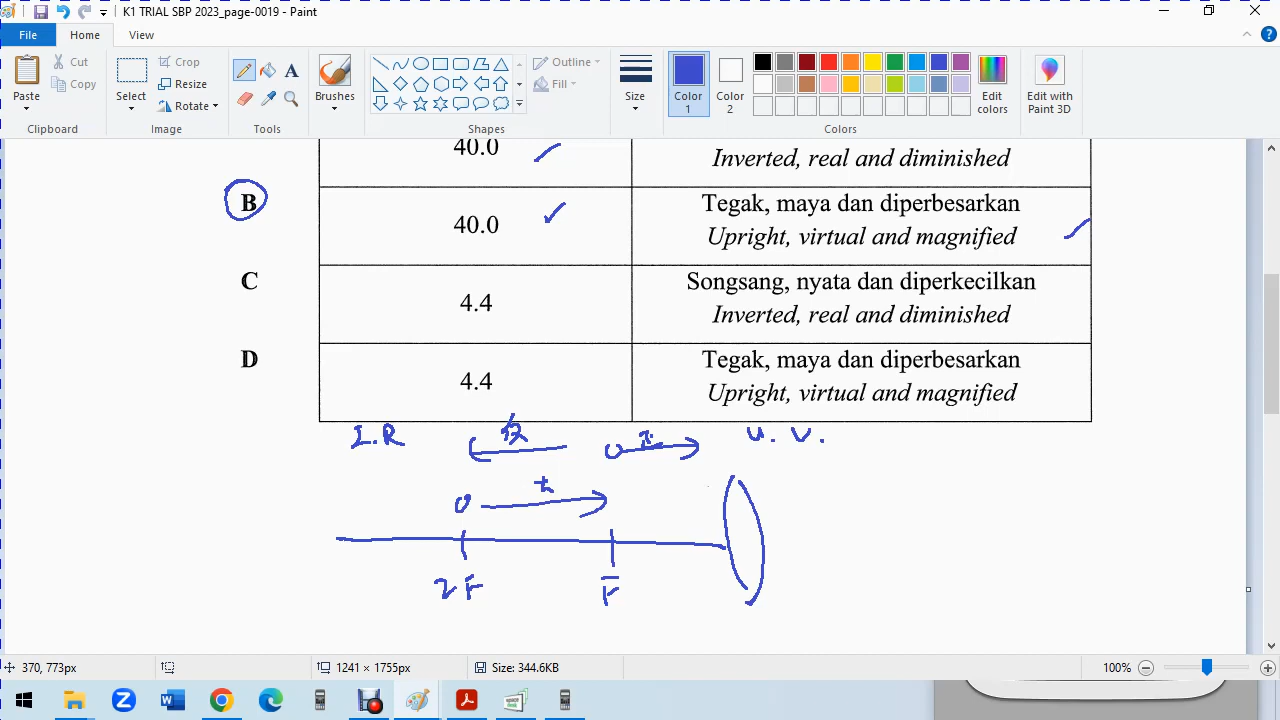 K1 TRIAL SBP 2023_page-0019 - Paint
File Home View
Paste Cut Copy
Clipboard
Select Crop Resize Rotate
Image
Tools
Brushes
Outline Fill
Shapes
Size
Color 1 Color 2
Edit colors
Edit with Paint 3D
Colors
40.0
Inverted, real and diminished
B
40.0
Tegak, maya dan diperbesarkan
Upright, virtual and magnified
C
4.4
Songsang, nyata dan diperkecilkan
Inverted, real and diminished
D
4.4
Tegak, maya dan diperbesarkan
Upright, virtual and magnified
I.R U. V.
2F F
370, 773px 1241 × 1755px Size: 344.6KB 100%